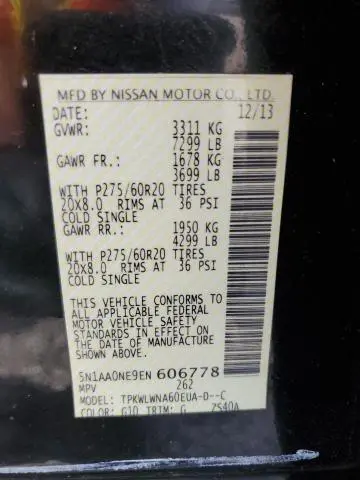 MFD BY NISSAN MOTOR CO., LTD.
DATE: 12/13
GVWR: 3311 KG
7299 LB
GAWR FR.: 1678 KG
3699 LB
WITH P275/60R20 TIRES
20X8.0 RIMS AT 36 PSI
COLD SINGLE
GAWR RR.: 1950 KG
4299 LB
WITH P275/60R20 TIRES
20X8.0 RIMS AT 36 PSI
COLD SINGLE
THIS VEHICLE CONFORMS TO
ALL APPLICABLE FEDERAL
MOTOR VEHICLE SAFETY
STANDARDS IN EFFECT ON
THE DATE OF MANUFACTURE
SHOWN ABOVE.
5N1AA0NE9EN 606778
MPV 262
MODEL: TPKWLWNA60EUA-D--C
COLOR: G10 TRIM: G ZS40A